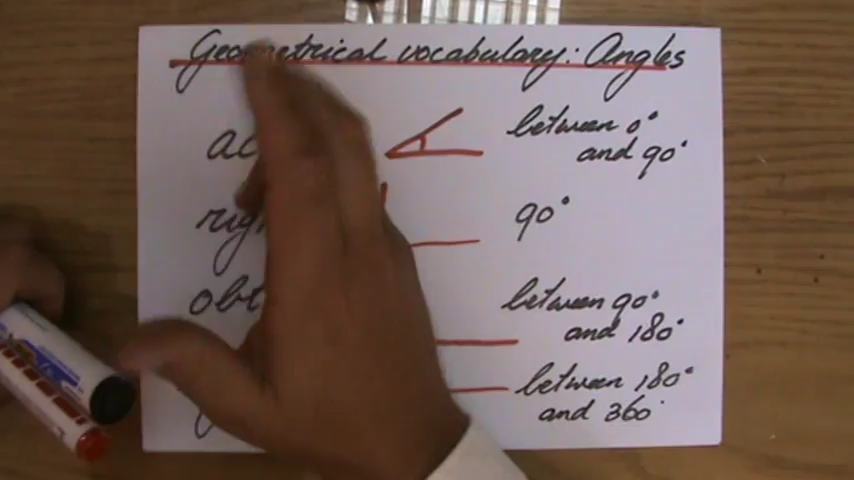 Geometrical vocabulary: Angles
between 0°
and 90°
90°
between 90°
and 180°
between 180°
and 360°